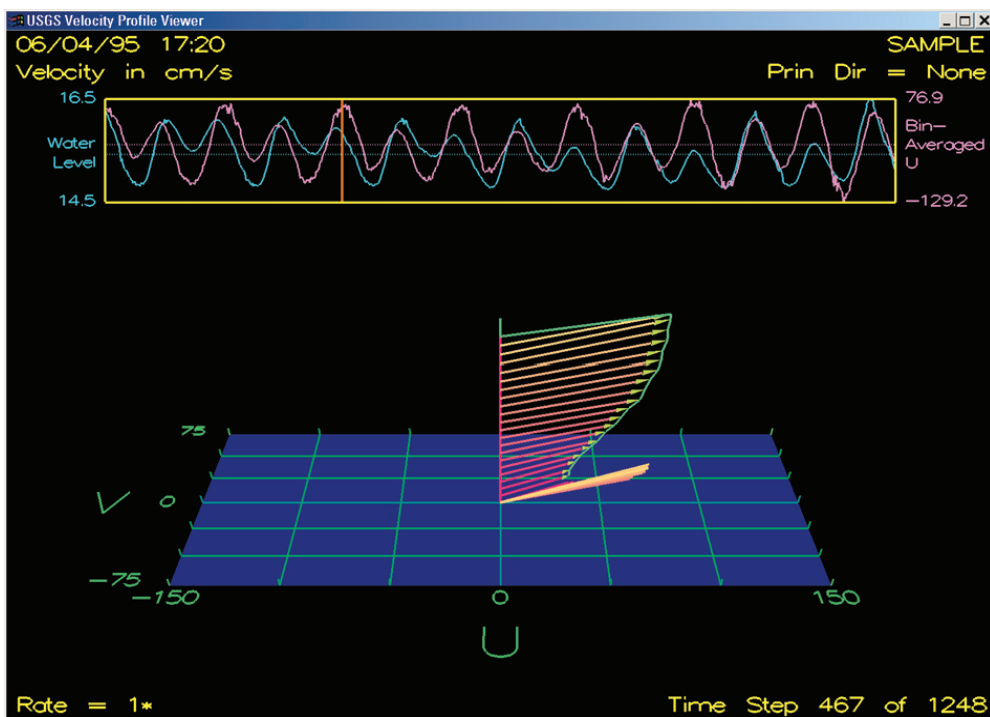 USGS Velocity Profile Viewer
06/04/95 17:20 SAMPLE
Velocity in cm/s Prin Dir = None
16.5 76.9
Water Level Bin-Averaged U
14.5 -129.2
75
V 0
-75
-150 0 150
U
Rate = 1* Time Step 467 of 1248